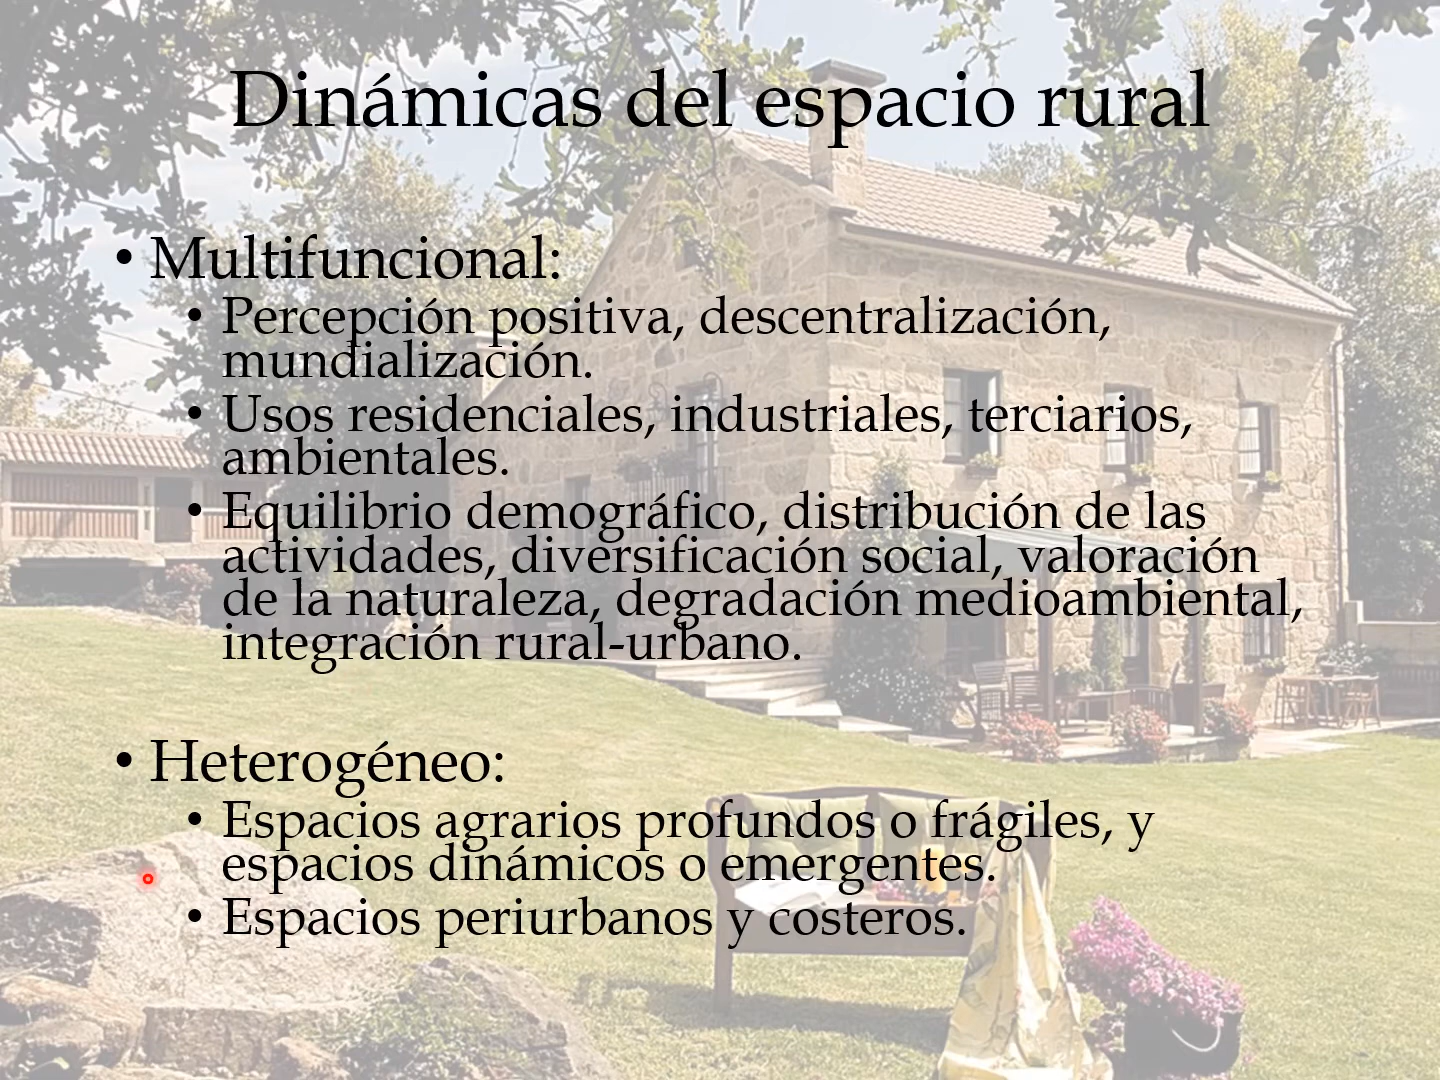 Dinámicas del espacio rural
• Multifuncional:
• Percepción positiva, descentralización,
mundialización.
• Usos residenciales, industriales, terciarios,
ambientales.
• Equilibrio demográfico, distribución de las
actividades, diversificación social, valoración
de la naturaleza, degradación medioambiental,
integración rural-urbano.
• Heterogéneo:
• Espacios agrarios profundos o frágiles, y
espacios dinámicos o emergentes.
• Espacios periurbanos y costeros.